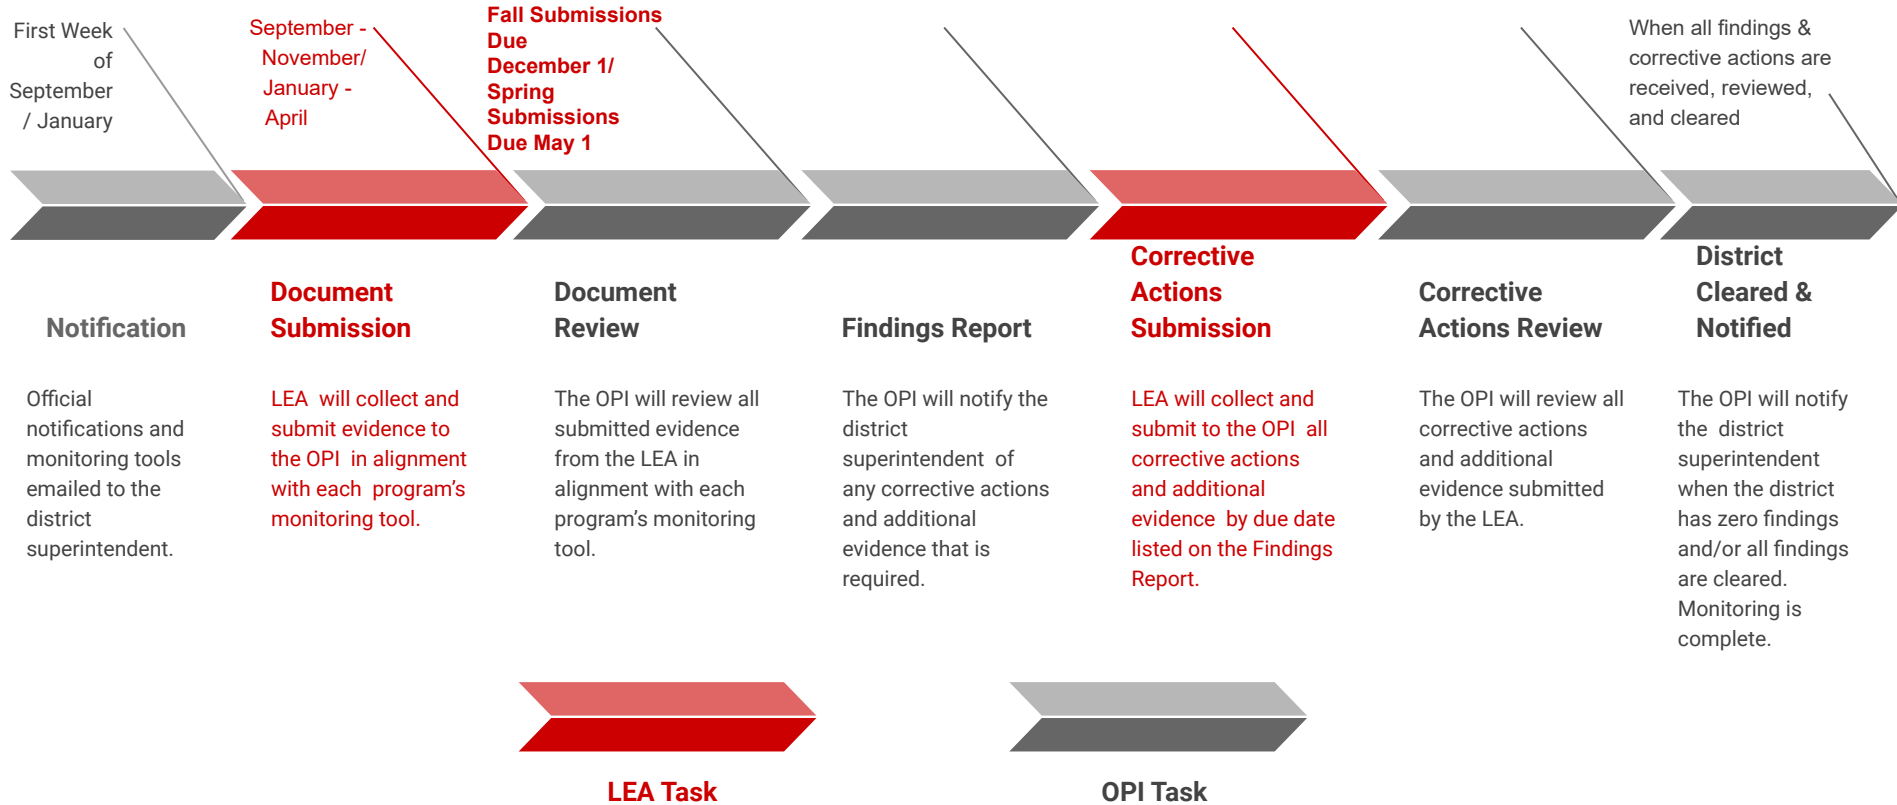 First Week
of
September
/ January
September -
November/
January -
April
Fall Submissions
Due
December 1/
Spring
Submissions
Due May 1
When all findings &
corrective actions are
received, reviewed,
and cleared
Notification
Document
Submission
Document
Review
Findings Report
Corrective
Actions
Submission
Corrective
Actions Review
District
Cleared &
Notified
Official
notifications and
monitoring tools
emailed to the
district
superintendent.
LEA will collect and
submit evidence to
the OPI in alignment
with each program's
monitoring tool.
The OPI will review all
submitted evidence
from the LEA in
alignment with each
program's monitoring
tool.
The OPI will notify the
district
superintendent of
any corrective actions
and additional
evidence that is
required.
LEA will collect and
submit to the OPI all
corrective actions
and additional
evidence by due date
listed on the Findings
Report.
The OPI will review all
corrective actions
and additional
evidence submitted
by the LEA.
The OPI will notify
the district
superintendent
when the district
has zero findings
and/or all findings
are cleared.
Monitoring is
complete.
LEA Task
OPI Task